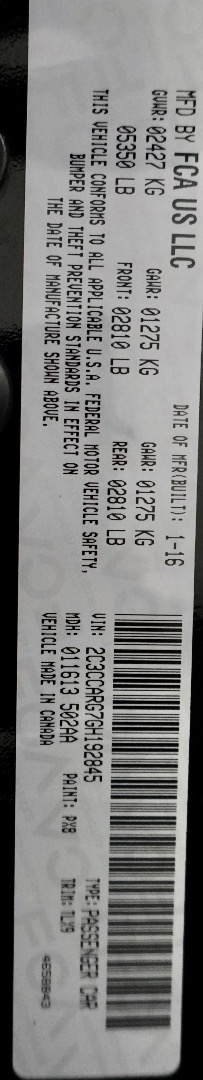 MFD BY FCA US LLC DATE OF MFR(BUILT): 1-16
GVWR: 02427 KG GAWR: 01275 KG GAWR: 01275 KG
05350 LB FRONT: 02810 LB REAR: 02810 LB
THIS VEHICLE CONFORMS TO ALL APPLICABLE U.S.A. FEDERAL MOTOR VEHICLE SAFETY,
BUMPER AND THEFT PREVENTION STANDARDS IN EFFECT ON
THE DATE OF MANUFACTURE SHOWN ABOVE.
VIN: 2C3CCARG7GH192845 TYPE: PASSENGER CAR
MDH: 011613 502AA PAINT: PX8 TRIM: TLX9
VEHICLE MADE IN CANADA 4658843